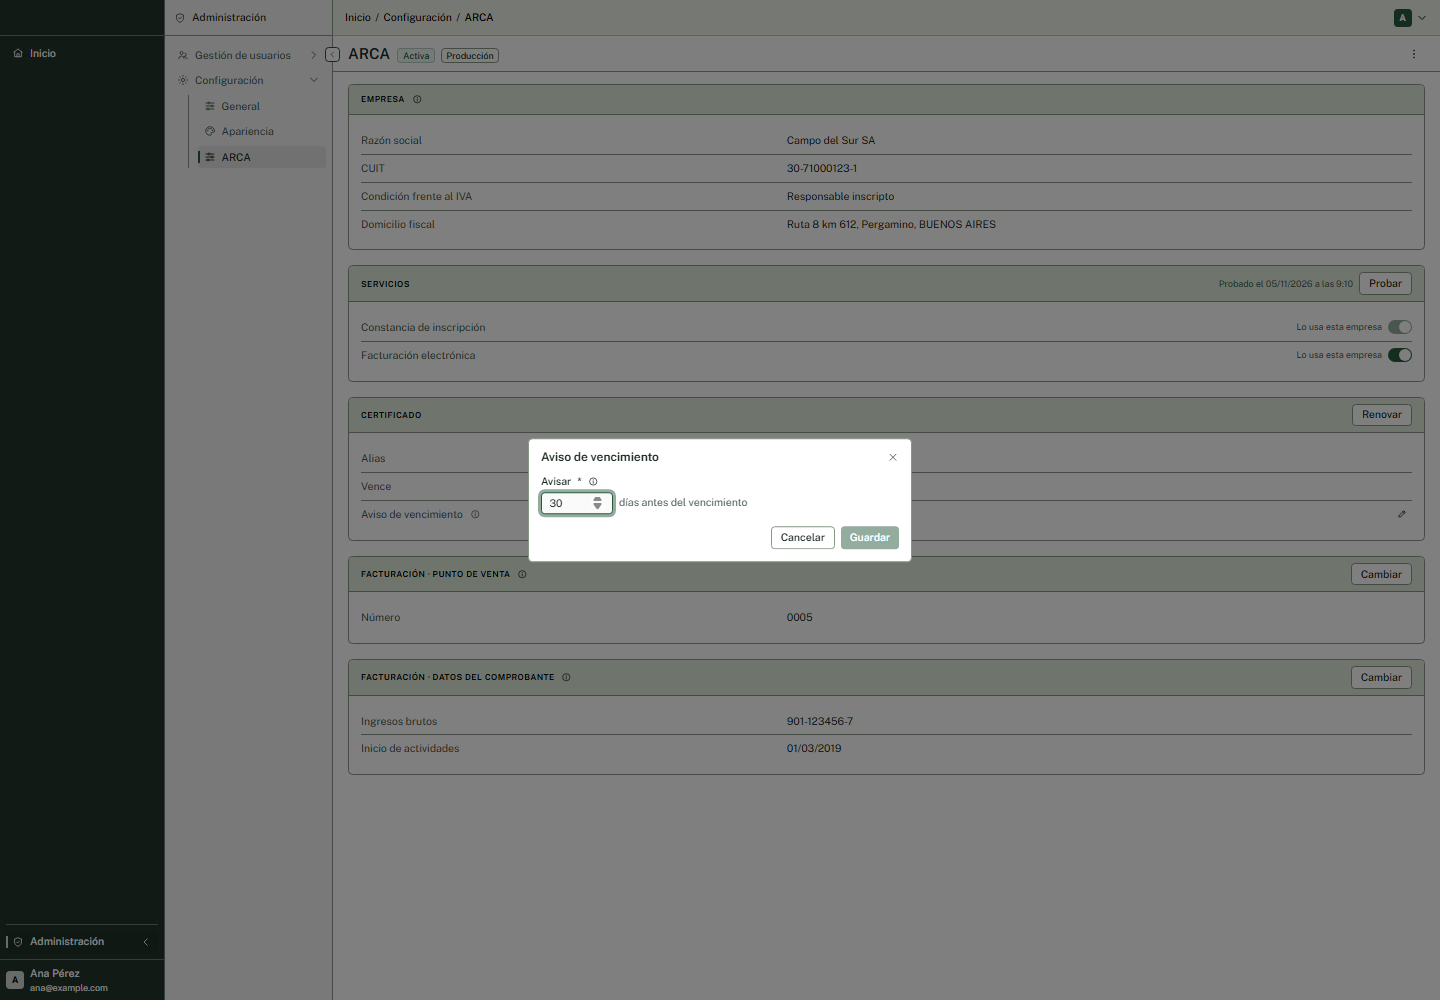 Administración
Inicio / Configuración / ARCA
A
Inicio
Gestión de usuarios
Configuración
General
Apariencia
ARCA
ARCA Activa Producción
EMPRESA
Razón social Campo del Sur SA
CUIT 30-71000123-1
Condición frente al IVA Responsable inscripto
Domicilio fiscal Ruta 8 km 612, Pergamino, BUENOS AIRES
SERVICIOS Probado el 05/11/2026 a las 9:10 Probar
Constancia de inscripción Lo usa esta empresa
Facturación electrónica Lo usa esta empresa
CERTIFICADO Renovar
Alias
Vence
Aviso de vencimiento
Aviso de vencimiento
Avisar *
30 días antes del vencimiento
Cancelar Guardar
FACTURACIÓN · PUNTO DE VENTA Cambiar
Número 0005
FACTURACIÓN · DATOS DEL COMPROBANTE Cambiar
Ingresos brutos 901-123456-7
Inicio de actividades 01/03/2019
Administración
A
Ana Pérez
ana@example.com